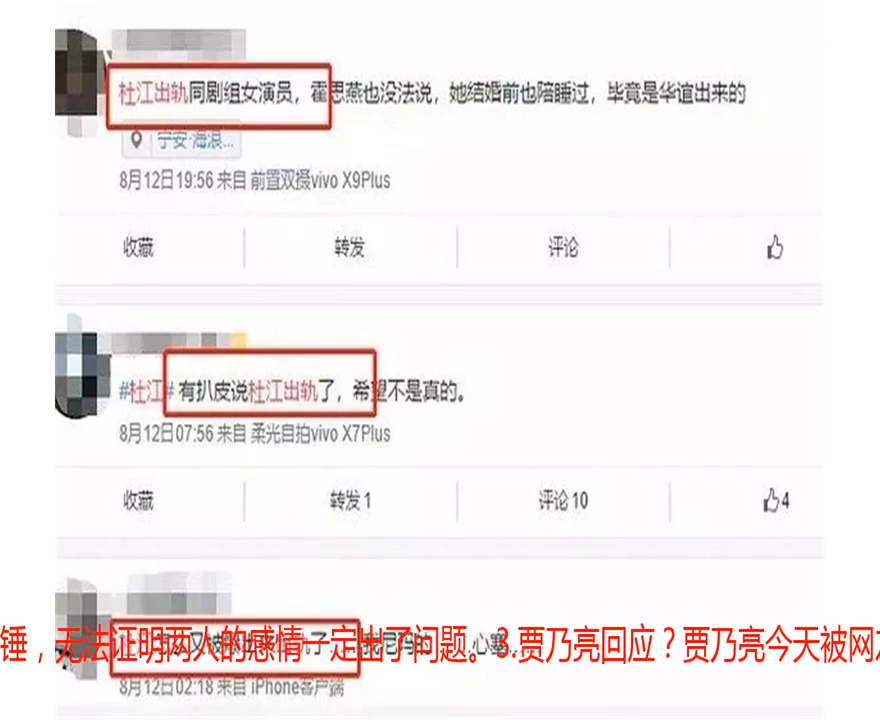 杜江出轨同剧组女演员，霍思燕也没法说，她结婚前也陪睡过，毕竟是华谊出来的
宁安·海浪...
8月12日19:56 来自 前置双摄vivo X9Plus
收藏 转发 评论
#杜江# 有扒皮说杜江出轨了，希望不是真的。
8月12日07:56 来自 柔光自拍vivo X7Plus
收藏 转发 1 评论 10 4
锤，无法证明两人的感情一定出了问题。3.贾乃亮回应？贾乃亮今天被网友
心塞
8月12日02:18 来自 iPhone客户端